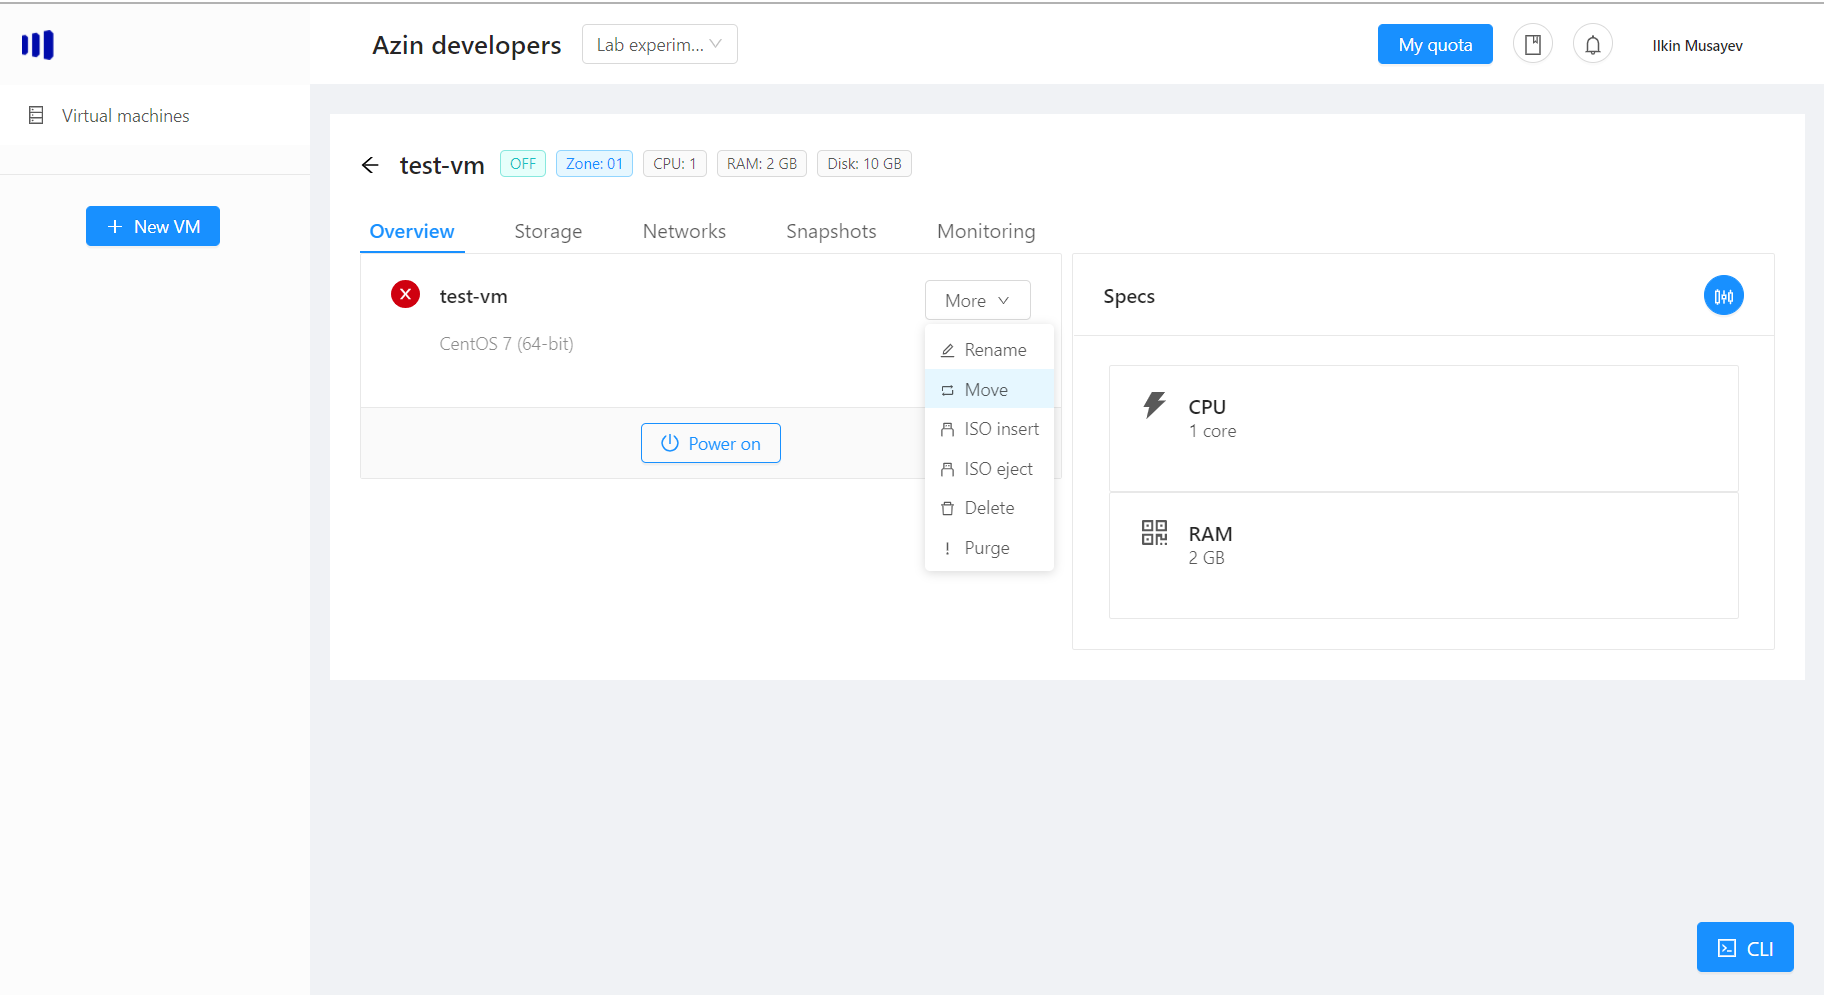 Azin developers
Lab experim...
My quota
Ilkin Musayev
Virtual machines
New VM
test-vm
OFF
Zone: 01
CPU: 1
RAM: 2 GB
Disk: 10 GB
Overview
Storage
Networks
Snapshots
Monitoring
test-vm
CentOS 7 (64-bit)
More
Rename
Move
ISO insert
ISO eject
Delete
Purge
Power on
Specs
CPU
1 core
RAM
2 GB
CLI